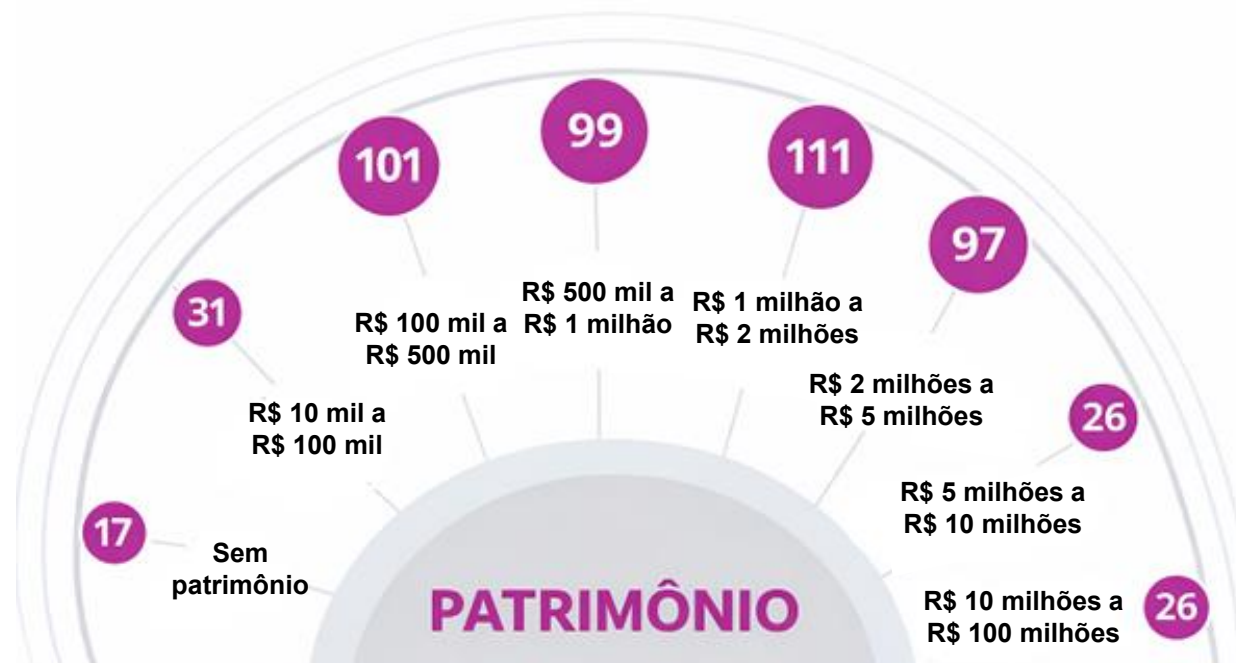 99
101
111
97
R$ 500 mil a
R$ 1 milhão
R$ 1 milhão a
R$ 2 milhões
31
R$ 100 mil a
R$ 500 mil
R$ 2 milhões a
R$ 5 milhões
R$ 10 mil a
R$ 100 mil
26
R$ 5 milhões a
R$ 10 milhões
17
Sem
patrimônio
PATRIMÔNIO
R$ 10 milhões a
R$ 100 milhões
26